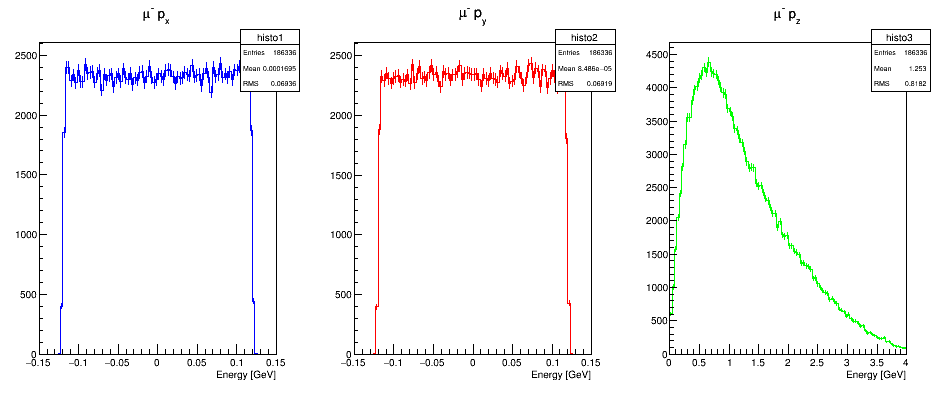 μ⁻ pₓ
histo1
Entries 186336
Mean 0.0001695
RMS 0.06936
2500
2000
1500
1000
500
0
−0.15 −0.1 −0.05 0 0.05 0.1 0.15
Energy [GeV]
μ⁻ p_y
histo2
Entries 186336
Mean 8.486e−05
RMS 0.06919
2500
2000
1500
1000
500
0
−0.15 −0.1 −0.05 0 0.05 0.1 0.15
Energy [GeV]
μ⁻ p_z
histo3
Entries 186336
Mean 1.253
RMS 0.8182
4500
4000
3500
3000
2500
2000
1500
1000
500
0
0 0.5 1 1.5 2 2.5 3 3.5 4
Energy [GeV]